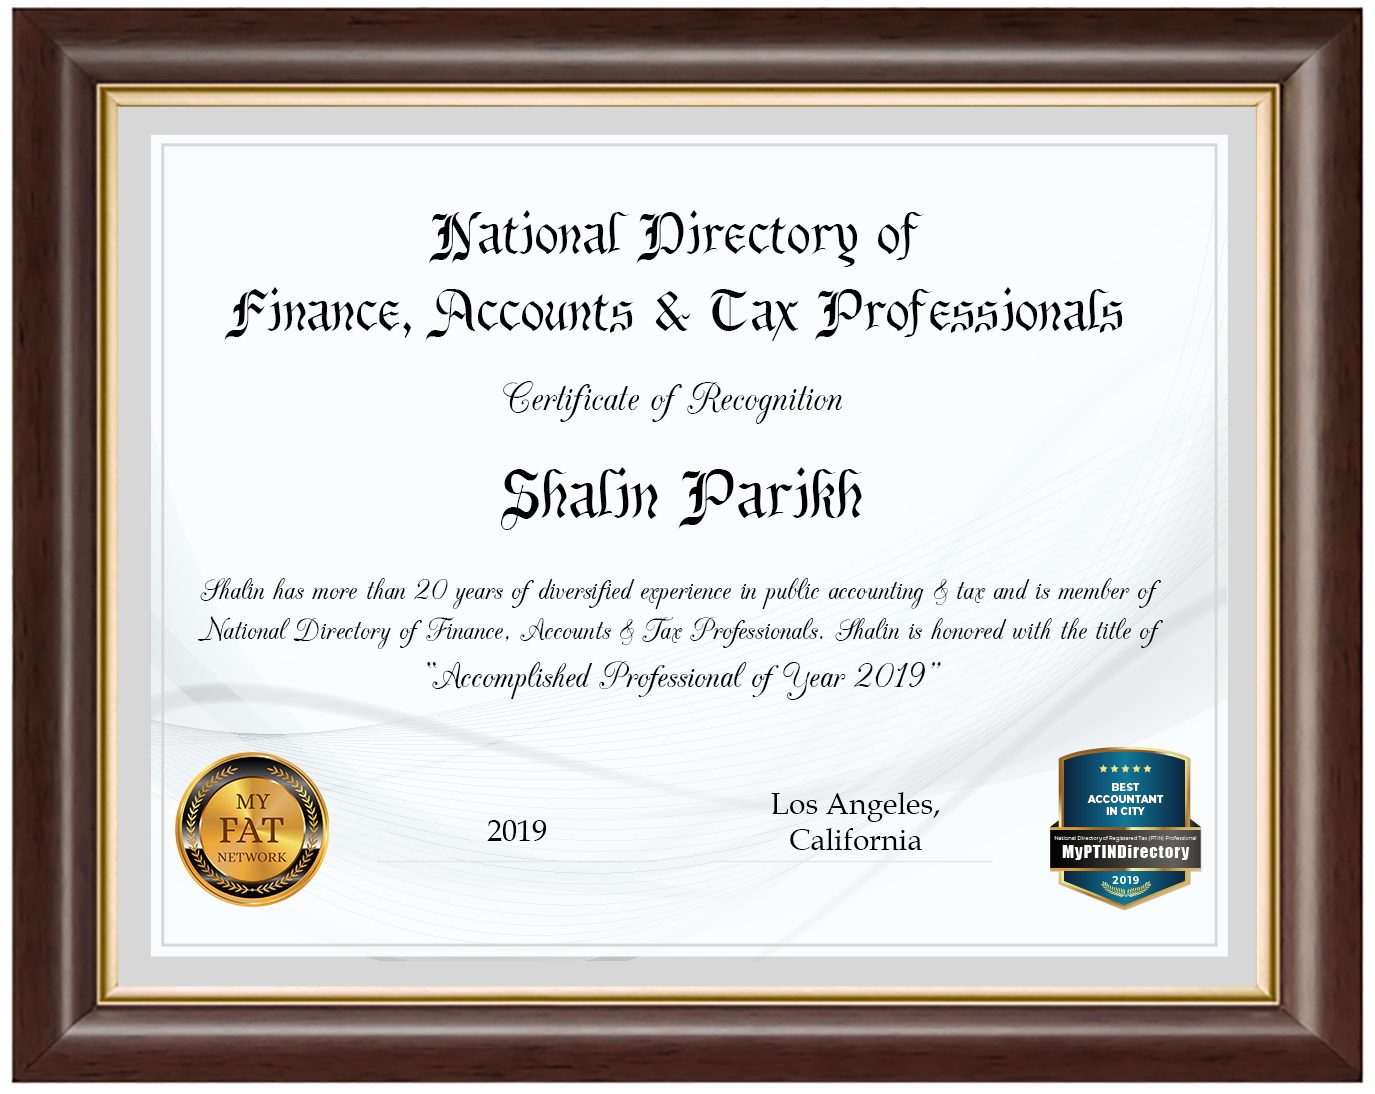 National Directory of
Finance, Accounts & Tax Professionals
Certificate of Recognition
Shalin Parikh
Shalin has more than 20 years of diversified experience in public accounting & tax and is member of
National Directory of Finance, Accounts & Tax Professionals. Shalin is honored with the title of
"Accomplished Professional of Year 2019"
MY
FAT
NETWORK
2019
Los Angeles,
California
BEST
ACCOUNTANT
IN CITY
National Directory of Registered Tax (PTIN) Professional
MyPTINDirectory
2019